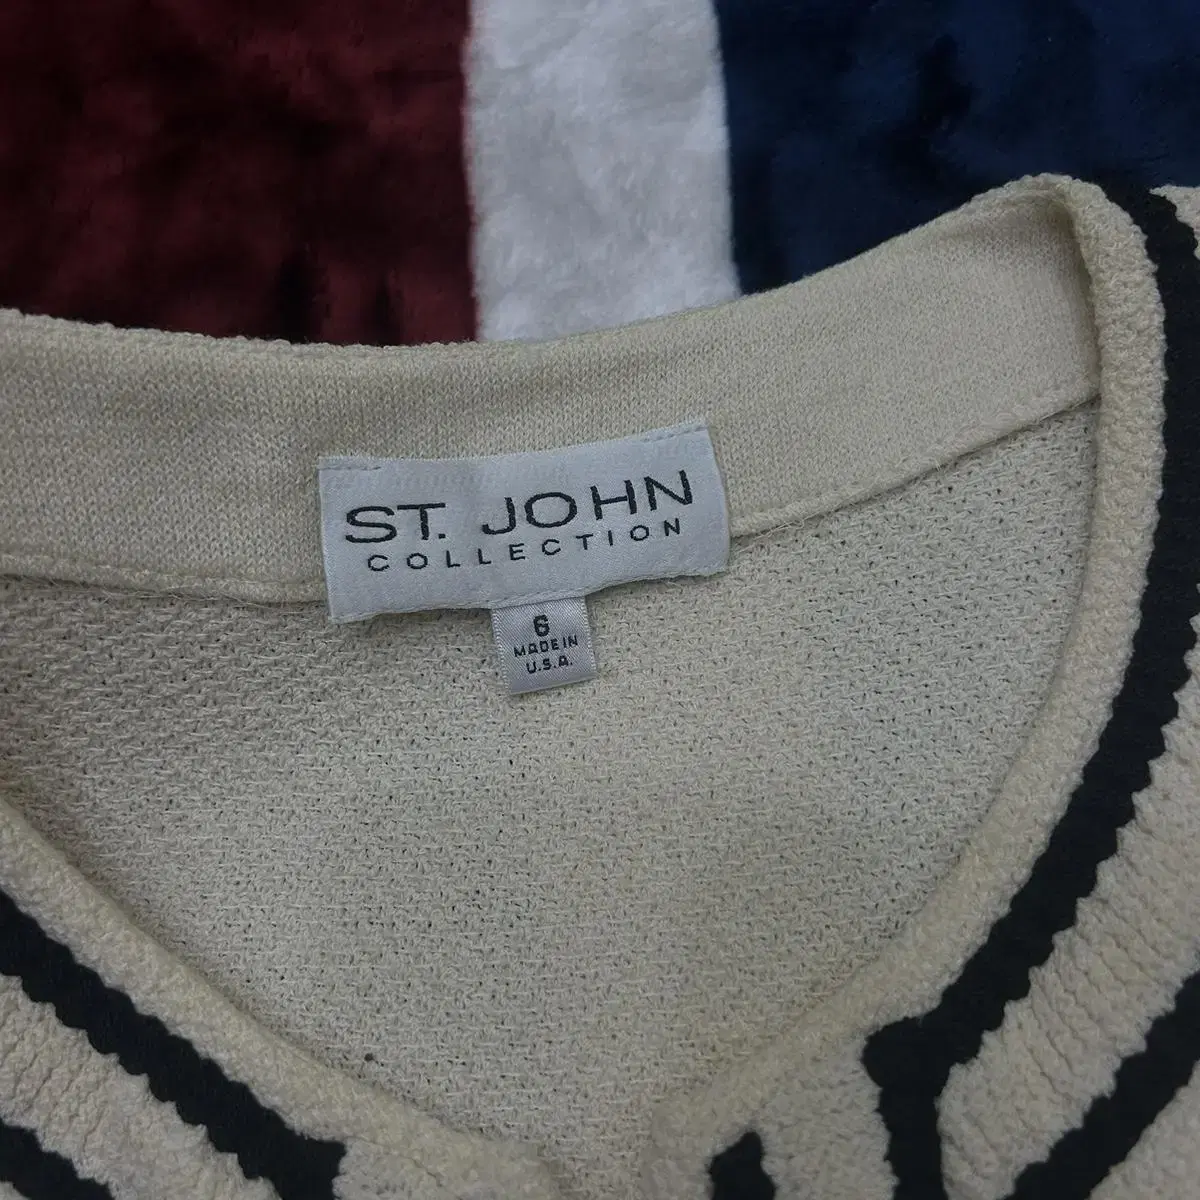 ST. JOHN
COLLECTION
6
MADE IN
U.S.A.